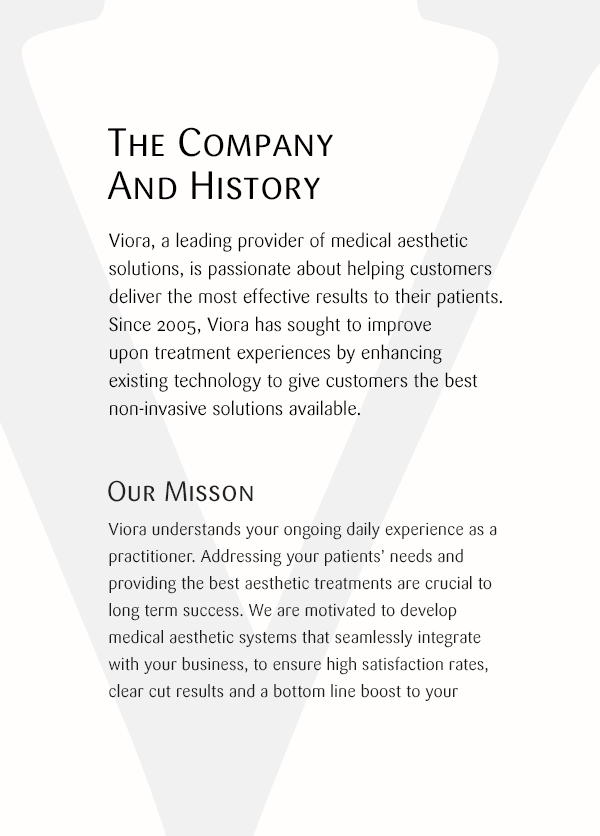 The Company
And History
Viora, a leading provider of medical aesthetic
solutions, is passionate about helping customers
deliver the most effective results to their patients.
Since 2005, Viora has sought to improve
upon treatment experiences by enhancing
existing technology to give customers the best
non-invasive solutions available.
Our Misson
Viora understands your ongoing daily experience as a
practitioner. Addressing your patients’ needs and
providing the best aesthetic treatments are crucial to
long term success. We are motivated to develop
medical aesthetic systems that seamlessly integrate
with your business, to ensure high satisfaction rates,
clear cut results and a bottom line boost to your